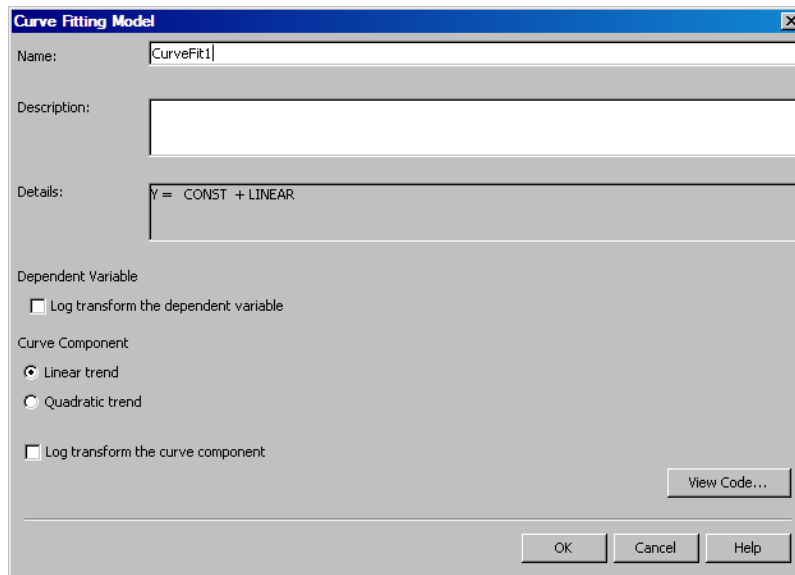 Curve Fitting Model
Name: CurveFit1
Description:
Details: Y = CONST + LINEAR
Dependent Variable
Log transform the dependent variable
Curve Component
Linear trend
Quadratic trend
Log transform the curve component
View Code...
OK Cancel Help